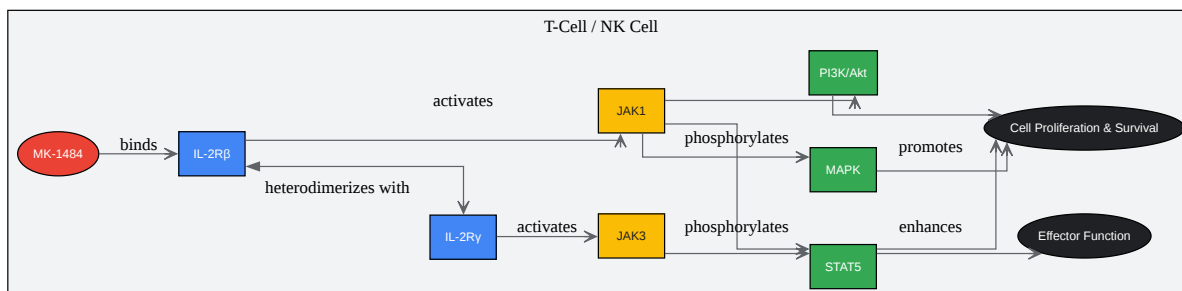 T-Cell / NK Cell
PI3K/Akt
activates
JAK1
Cell Proliferation & Survival
binds
phosphorylates
promotes
MK-1484
IL-2Rβ
MAPK
heterodimerizes with
IL-2Rγ
activates
JAK3
phosphorylates
enhances
Effector Function
STAT5